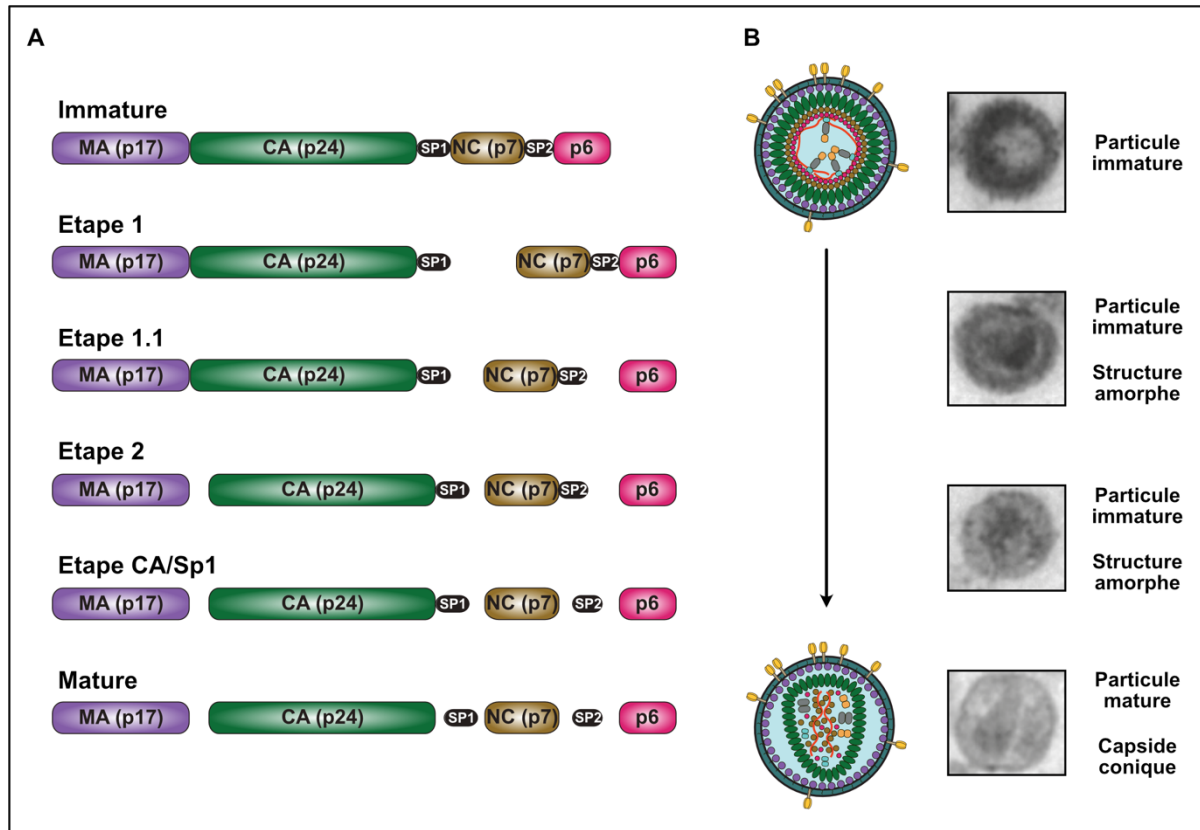 A
B
Immature
MA (p17) CA (p24) SP1 NC (p7) SP2 p6
Etape 1
MA (p17) CA (p24) SP1 NC (p7) SP2 p6
Etape 1.1
MA (p17) CA (p24) SP1 NC (p7) SP2 p6
Etape 2
MA (p17) CA (p24) SP1 NC (p7) SP2 p6
Etape CA/Sp1
MA (p17) CA (p24) SP1 NC (p7) SP2 p6
Mature
MA (p17) CA (p24) SP1 NC (p7) SP2 p6
Particule
immature
Particule
immature
Structure
amorphe
Particule
immature
Structure
amorphe
Particule
mature
Capside
conique